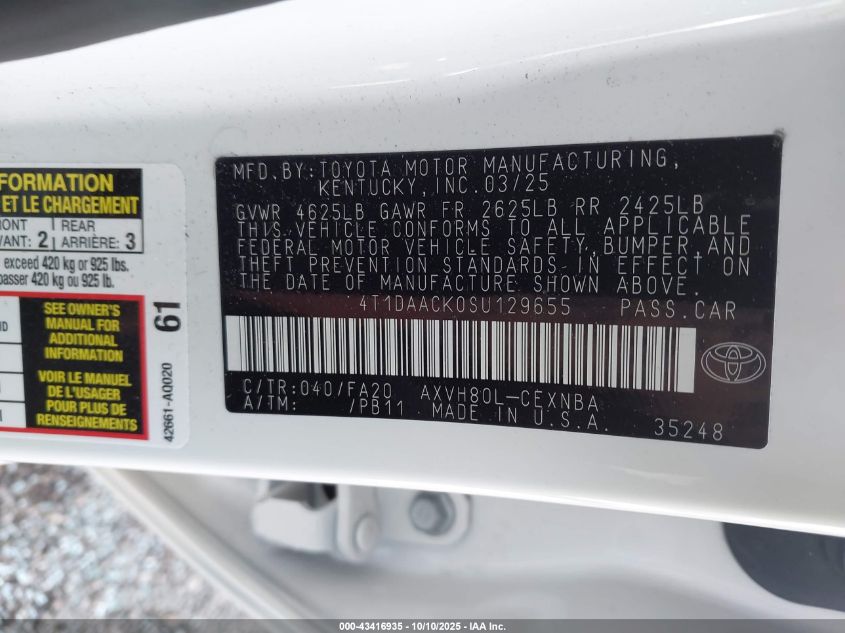 FORMATION
ET LE CHARGEMENT
REAR
2 ARRIÈRE: 3
exceed 420 kg or 925 lbs.
420 kg ou 925 lb.
SEE OWNER'S
MANUAL FOR
ADDITIONAL
INFORMATION
VOIR LE MANUEL
DE L'USAGER
POUR PLUS DE
RENSEIGNEMENTS
61
42661-A0020
MFD.BY:TOYOTA MOTOR MANUFACTURING,
KENTUCKY,INC.03/25
GVWR 4625LB GAWR FR 2625LB RR 2425LB
THIS VEHICLE CONFORMS TO ALL APPLICABLE
FEDERAL MOTOR VEHICLE SAFETY,BUMPER,AND
THEFT PREVENTION STANDARDS IN EFFECT ON
THE DATE OF MANUFACTURE SHOWN ABOVE.
4T1DAACK0SU129655 PASS.CAR
C/TR:040/FA20 AXVH80L-CEXNBA
A/TM: /PB11 MADE IN U.S.A.
35248
000-43416935 - 10/10/2025 - IAA Inc.